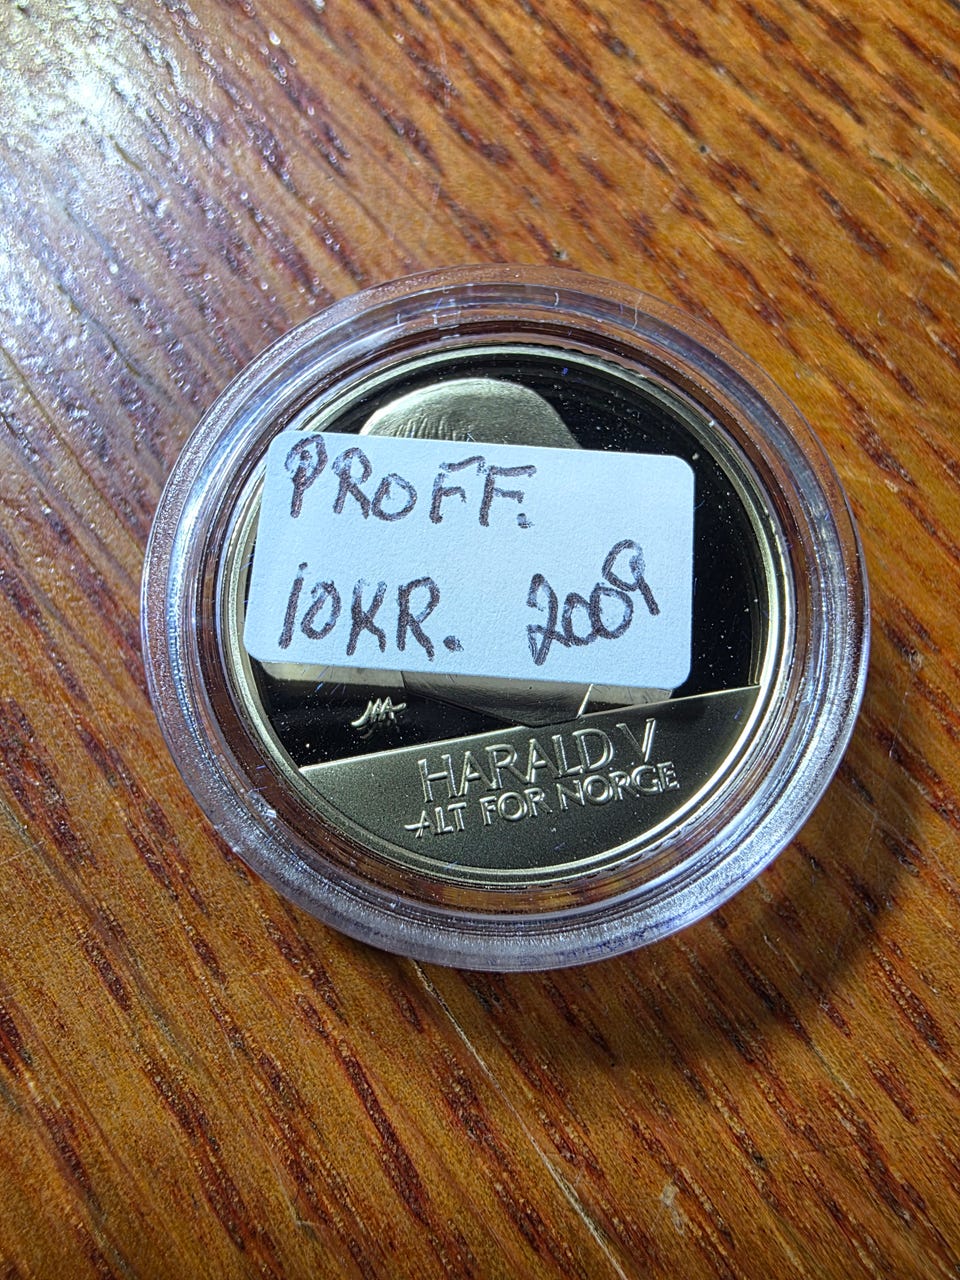 PROFF.
10KR. 2009
HARALD V
ALT FOR NORGE